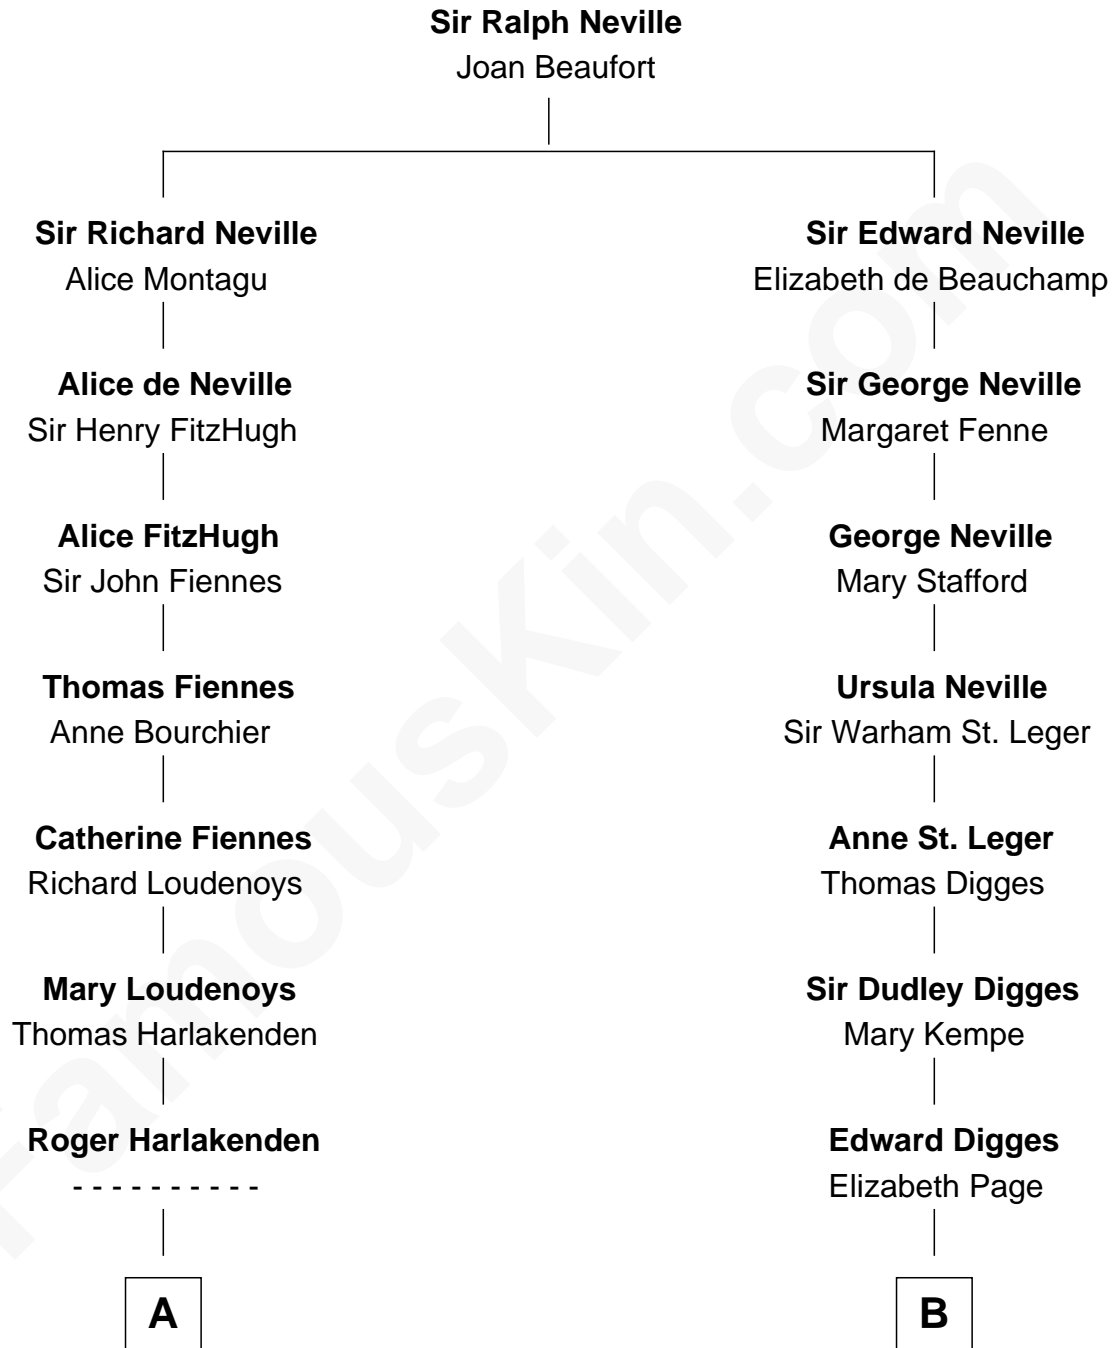 Sir Ralph Neville
Joan Beaufort
Sir Richard Neville
Alice Montagu
Sir Edward Neville
Elizabeth de Beauchamp
Alice de Neville
Sir Henry FitzHugh
Sir George Neville
Margaret Fenne
Alice FitzHugh
Sir John Fiennes
George Neville
Mary Stafford
Thomas Fiennes
Anne Bourchier
Ursula Neville
Sir Warham St. Leger
Catherine Fiennes
Richard Loudenoys
Anne St. Leger
Thomas Digges
Mary Loudenoys
Thomas Harlakenden
Sir Dudley Digges
Mary Kempe
Roger Harlakenden
- - - - - - - - - -
Edward Digges
Elizabeth Page
A
B
FamousKin.com